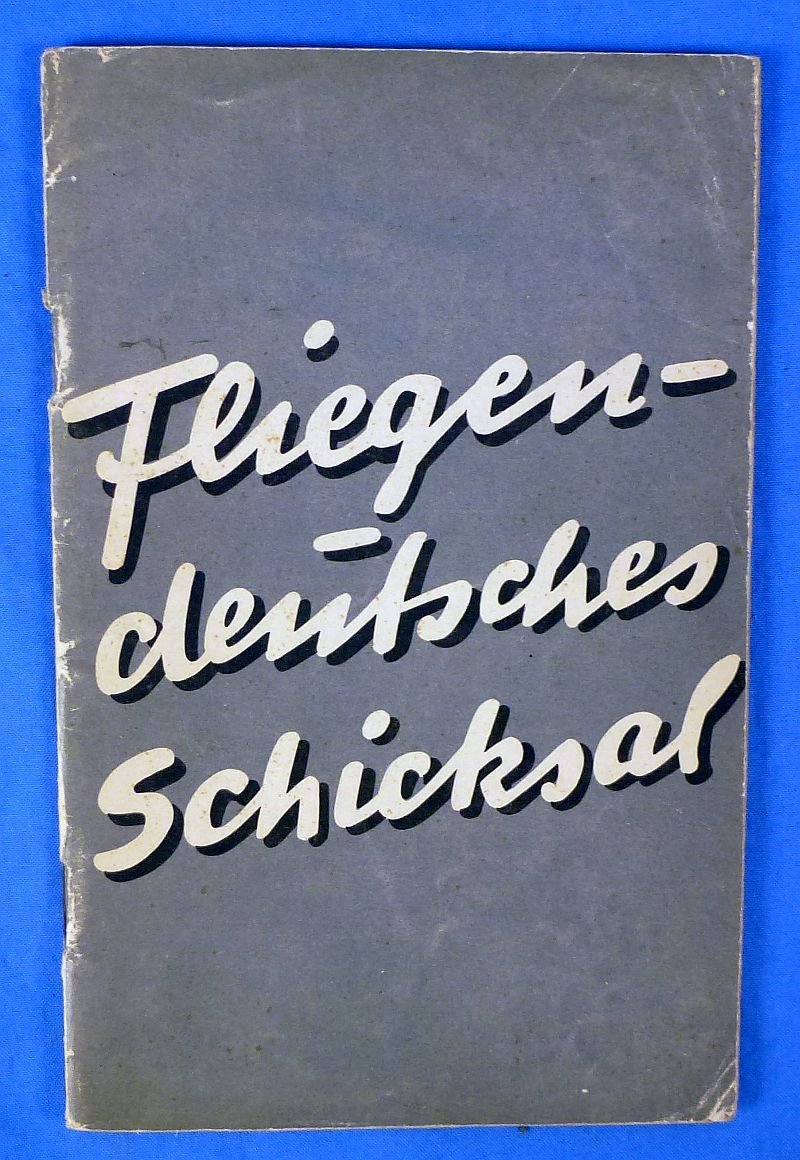 Fliegen-
deutsches
Schicksal